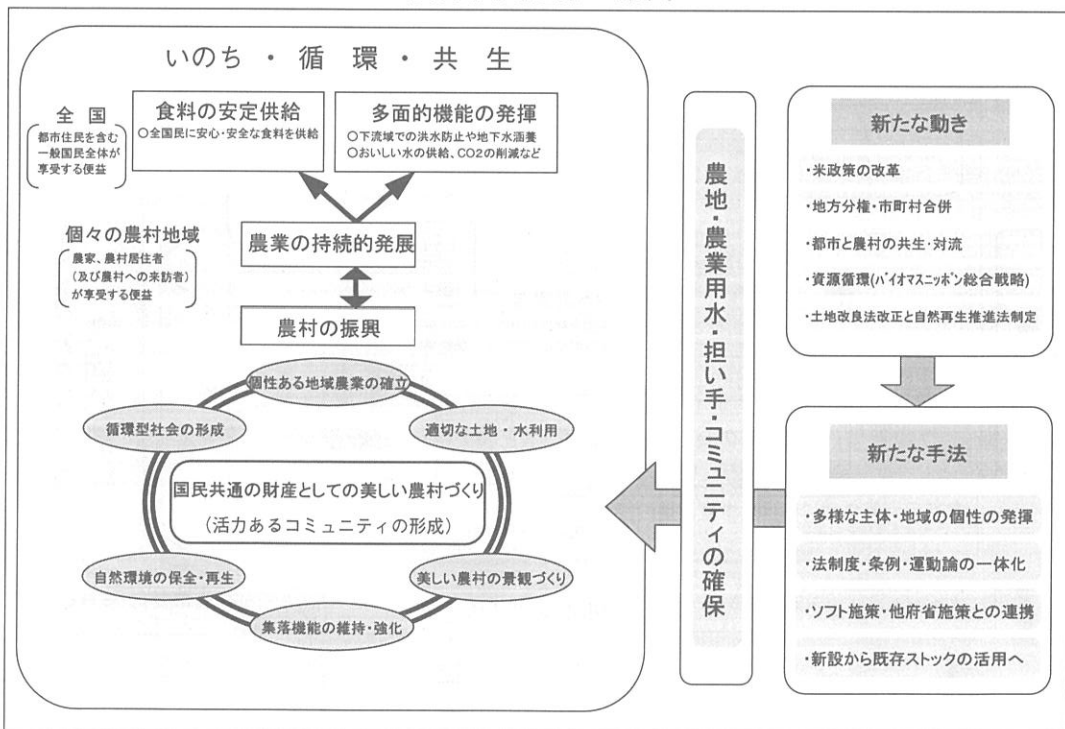 いのち・循環・共生
全国
都市住民を含む
一般国民全体が
享受する便益
食料の安定供給
○全国民に安心・安全な食料を供給
多面的機能の発揮
○下流域での洪水防止や地下水涵養
○おいしい水の供給、CO2の削減など
個々の農村地域
農家、農村居住者
(及び農村への来訪者)
が享受する便益
農業の持続的発展
農村の振興
個性ある地域農業の確立
循環型社会の形成
適切な土地・水利用
国民共通の財産としての美しい農村づくり
(活力あるコミュニティの形成)
自然環境の保全・再生
美しい農村の景観づくり
集落機能の維持・強化
農地・農業用水・担い手・コミュニティの確保
新たな動き
・米政策の改革
・地方分権・市町村合併
・都市と農村の共生・対流
・資源循環(バイオマスニッポン総合戦略)
・土地改良法改正と自然再生推進法制定
新たな手法
・多様な主体・地域の個性の発揮
・法制度・条例・運動論の一体化
・ソフト施策・他府省施策との連携
・新設から既存ストックの活用へ